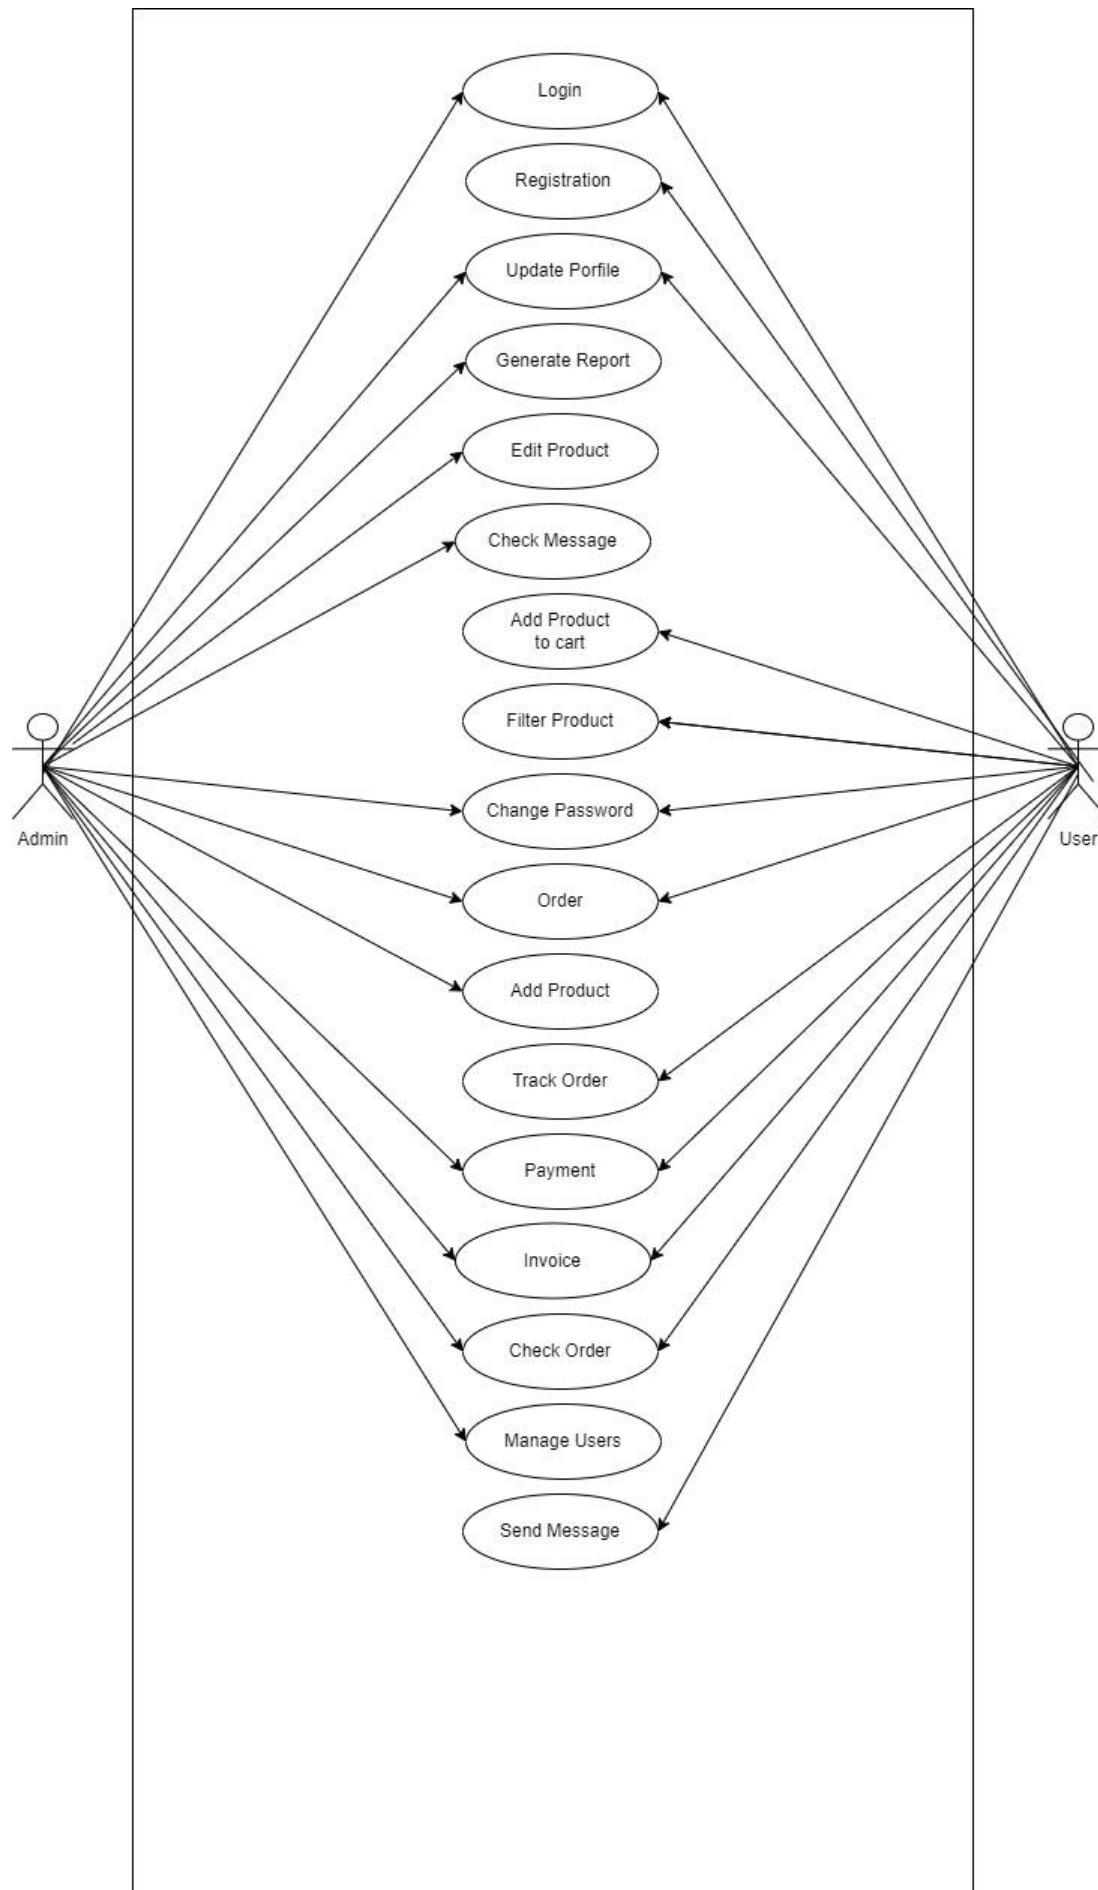 Login
Registration
Update Porfile
Generate Report
Edit Product
Check Message
Add Product
to cart
Filter Product
Change Password
Admin
User
Order
Add Product
Track Order
Payment
Invoice
Check Order
Manage Users
Send Message